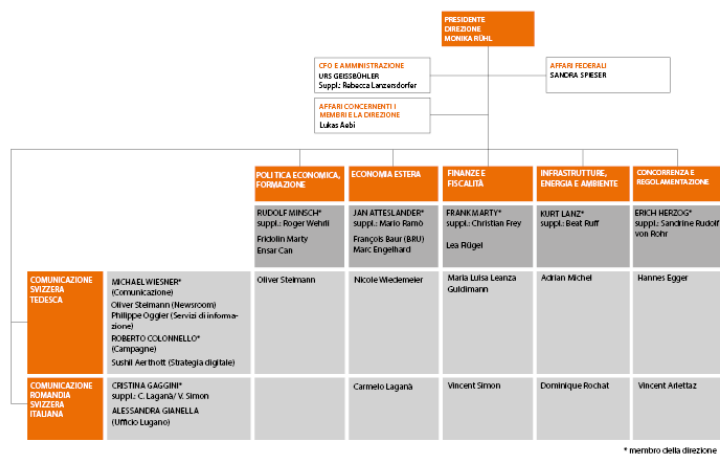 PRESIDENTE
DIREZIONE
MONIKA RÜHL
CFO E AMMINISTRAZIONE
URS GEISSBÜHLER
Suppl.: Rebecca Lanzersdorfer
AFFARI FEDERALI
SANDRA SPIESER
AFFARI CONCERNENTI I
MEMBRI E LA DIREZIONE
Lukas Aebi
POLITICA ECONOMICA,
FORMAZIONE
ECONOMIA ESTERA
FINANZE E
FISCALITÀ
INFRASTRUTTURE,
ENERGIA E AMBIENTE
CONCORRENZA E
REGOLAMENTAZIONE
RUDOLF MINSCH*
suppl.: Roger Wehrli
Fridolin Marty
Ensar Can
JAN ATTESLANDER*
suppl.: Mario Ramò
François Baur (BRU)
Marc Engelhard
FRANK MARTY*
suppl.: Christian Frey
Lea Flügel
KURT LANZ*
suppl.: Beat Ruff
ERICH HERZOG*
suppl.: Sandrine Rudolf
von Rohr
COMUNICAZIONE
SVIZZERA
TEDESCA
MICHAEL WIESNER*
(Comunicazione)
Oliver Steimann (Newsroom)
Philippe Oggier (Servizi di informa-
zione)
ROBERTO COLONNELLO*
(Campagne)
Sushil Aerthott (Strategia digitale)
Oliver Steimann
Nicole Wiedemeier
Maria Luisa Leanza
Guldimann
Adrian Michel
Hannes Egger
COMUNICAZIONE
ROMANDIA
SVIZZERA
ITALIANA
CRISTINA GAGGINI*
suppl.: C. Laganà/ V. Simon
ALESSANDRA GIANELLA
(Ufficio Lugano)
Carmelo Laganà
Vincent Simon
Dominique Rochat
Vincent Arlettaz
* membro della direzione